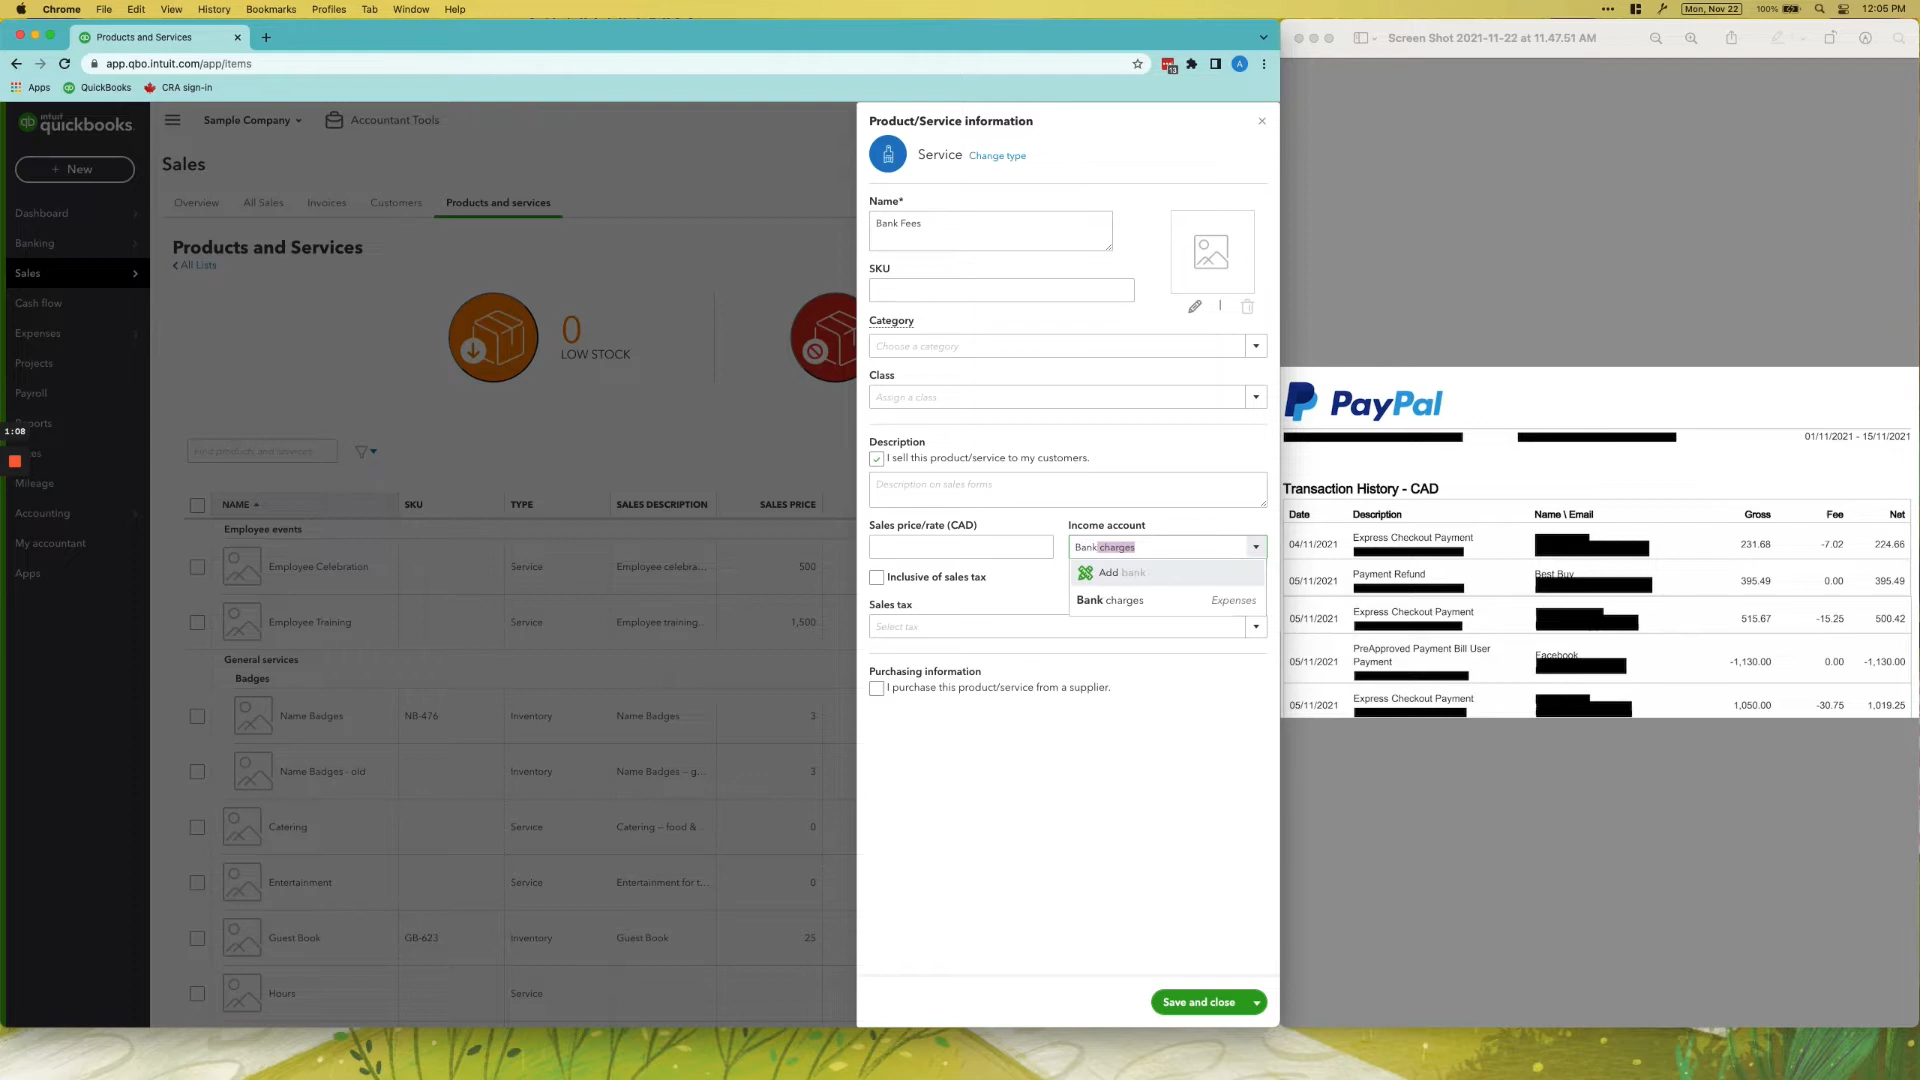 Chrome File Edit View History Bookmarks Profiles Tab Window Help
Mon, Nov 22 100% 12:05 PM
Products and Services
app.qbo.intuit.com/app/items
13 A
Apps QuickBooks CRA sign-in
intuit quickbooks.
+ New
Dashboard
Banking
Sales
Cash flow
Expenses
Projects
Payroll
1:08
Mileage
Accounting
My accountant
Apps
Sample Company
Accountant Tools
Sales
Overview All Sales Invoices Customers Products and services
Products and Services
All Lists
0
LOW STOCK
Find products and services
NAME SKU TYPE SALES DESCRIPTION SALES PRICE
Employee events
Employee Celebration Service Employee celebra... 500
Employee Training Service Employee training... 1,500
General services
Badges
Name Badges NB-476 Inventory Name Badges 3
Name Badges - old Inventory Name Badges – g... 3
Catering Service Catering – food & 0
Entertainment Service Entertainment for t... 0
Guest Book GB-623 Inventory Guest Book 25
Hours Service
Product/Service information
Service Change type
Name*
Bank Fees
SKU
Category
Choose a category
Class
Assign a class
Description
I sell this product/service to my customers.
Description on sales forms
Sales price/rate (CAD) Income account
Bank charges
Add bank
Bank charges Expenses
Inclusive of sales tax
Sales tax
Select tax
Purchasing information
I purchase this product/service from a supplier.
Save and close
Screen Shot 2021-11-22 at 11.47.51 AM
PayPal
01/11/2021 - 15/11/2021
Transaction History - CAD
Date Description Name \ Email Gross Fee Net
04/11/2021 Express Checkout Payment 231.68 -7.02 224.66
05/11/2021 Payment Refund Best Buy 395.49 0.00 395.49
05/11/2021 Express Checkout Payment 515.67 -15.25 500.42
05/11/2021 PreApproved Payment Bill User Payment Facebook -1,130.00 0.00 -1,130.00
05/11/2021 Express Checkout Payment 1,050.00 -30.75 1,019.25